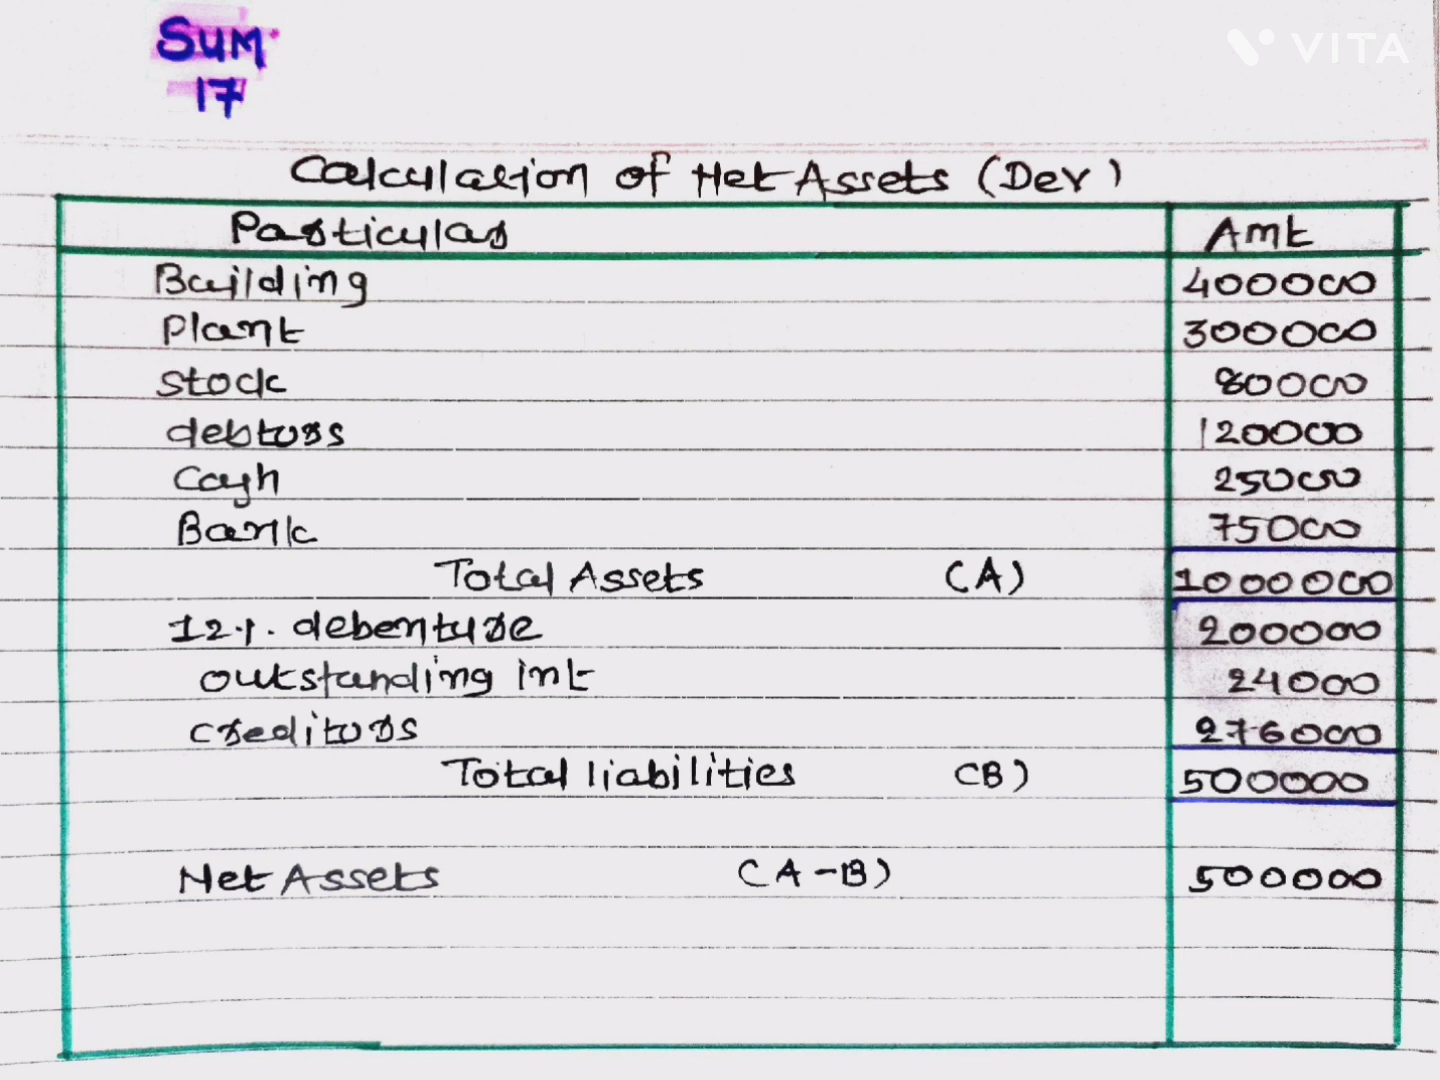 SUM
17
VITA
Calculation of Net Assets (Dev)
Particular Amt
Building 400000
Plant 300000
Stock 80000
debtors 120000
Cash 25000
Bank 75000
Total Assets (A) 1000000
12%. debenture 200000
outstanding int 24000
creditors 276000
Total liabilities (B) 500000
Net Assets (A-B) 500000